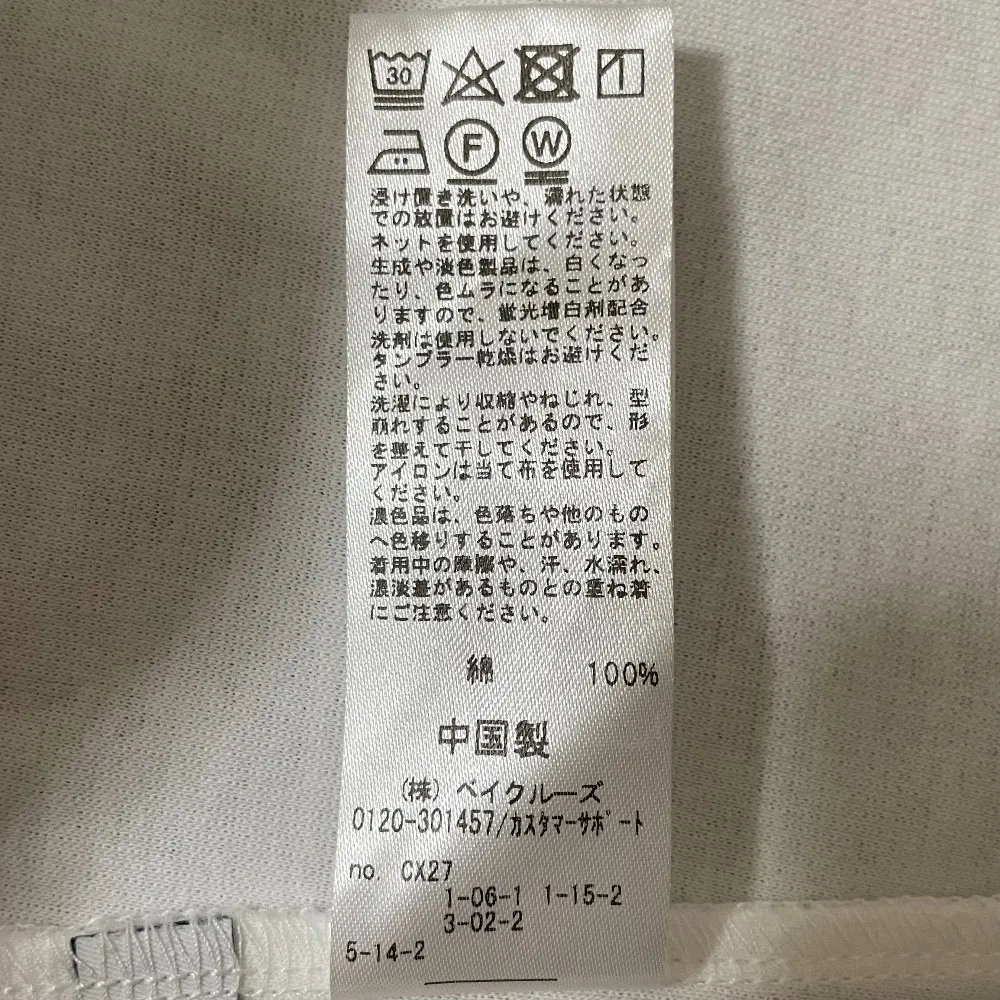 30
F W
浸け置き洗いや、濡れた状態
での放置はお避けください。
ネットを使用してください。
生成や淡色製品は、白くなっ
たり、色ムラになることがあ
りますので、蛍光増白剤配合
洗剤は使用しないでください。
タンブラー乾燥はお避けくだ
さい。
洗濯により収縮やねじれ、型
崩れすることがあるので、形
を整えて干してください。
アイロンは当て布を使用して
ください。
濃色品は、色落ちや他のもの
へ色移りすることがあります。
着用中の摩擦や、汗、水濡れ、
濃淡差があるものとの重ね着
にご注意ください。
綿 100%
中国製
(株) ベイクルーズ
0120-301457/カスタマーサポート
no. CX27
1-06-1 1-15-2
3-02-2
5-14-2